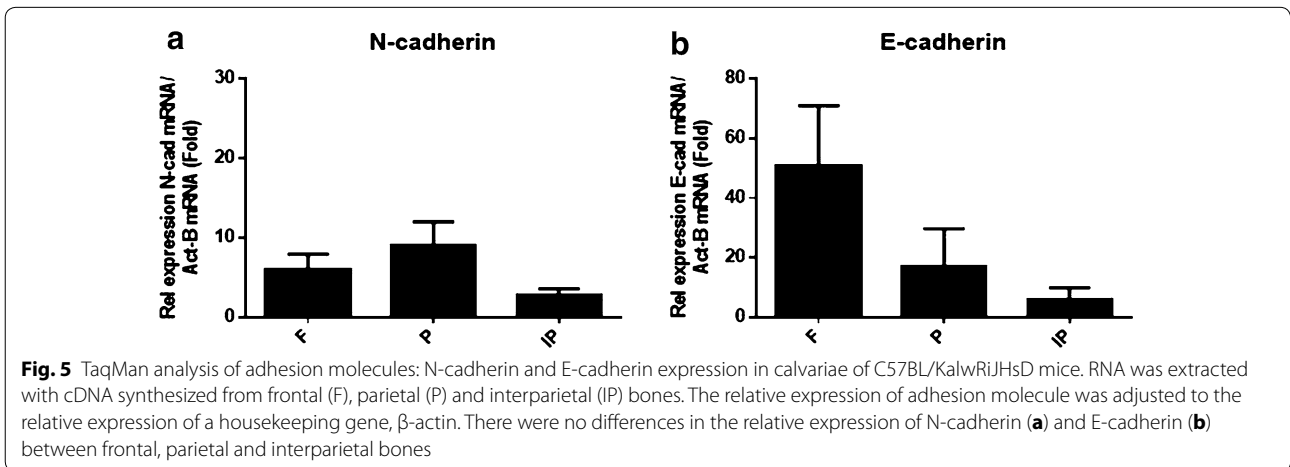 a
N-cadherin
Rel expression N-cad mRNA/
Act-B mRNA (Fold)
30
20
10
0
F
P
IP
b
E-cadherin
Rel expression E-cad mRNA/
Act-B mRNA (Fold)
80
60
40
20
0
F
P
IP
Fig. 5 TaqMan analysis of adhesion molecules: N-cadherin and E-cadherin expression in calvariae of C57BL/KalwRiJHsD mice. RNA was extracted
with cDNA synthesized from frontal (F), parietal (P) and interparietal (IP) bones. The relative expression of adhesion molecule was adjusted to the
relative expression of a housekeeping gene, β-actin. There were no differences in the relative expression of N-cadherin (a) and E-cadherin (b)
between frontal, parietal and interparietal bones